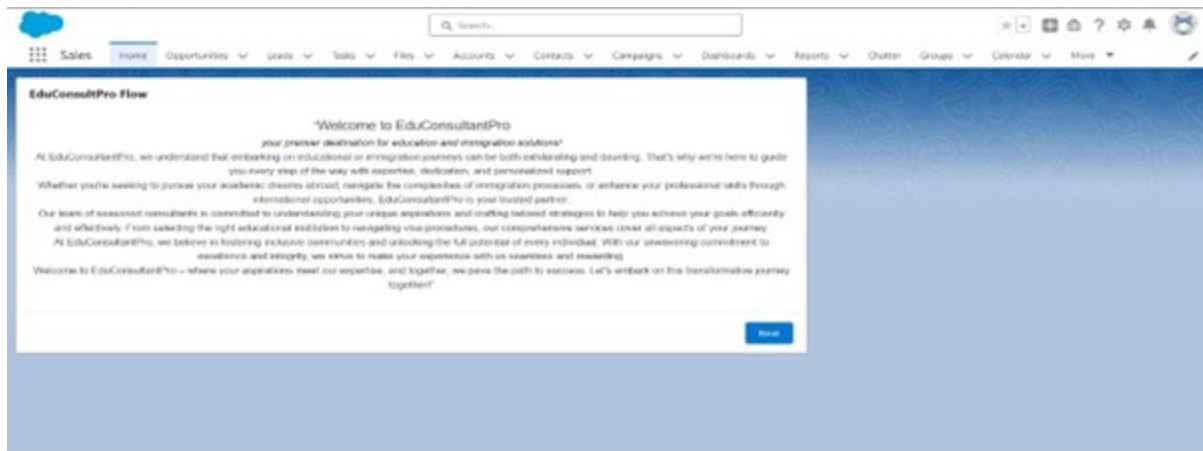 Search...
Sales Home Opportunities Leads Tasks Files Accounts Contacts Campaigns Dashboards Reports Chatter Groups Calendar More
EduConsultPro Flow
"Welcome to EduConsultantPro
your premier destination for education and immigration solutions!
At EduConsultantPro, we understand that embarking on educational or immigration journeys can be both exhilarating and daunting. That's why we're here to guide
you every step of the way with expertise, dedication, and personalized support.
Whether you're seeking to pursue your academic dreams abroad, navigate the complexities of immigration processes, or enhance your professional skills through
international opportunities, EduConsultantPro is your trusted partner.
Our team of seasoned consultants is committed to understanding your unique aspirations and crafting tailored strategies to help you achieve your goals efficiently
and effectively. From selecting the right educational institution to navigating visa procedures, our comprehensive services cover all aspects of your journey.
At EduConsultantPro, we believe in fostering inclusive communities and unlocking the full potential of every individual. With our unwavering commitment to
excellence and integrity, we strive to make your experience with us seamless and rewarding.
Welcome to EduConsultantPro – where your aspirations meet our expertise, and together, we pave the path to success. Let's embark on this transformative journey
together!"
Next